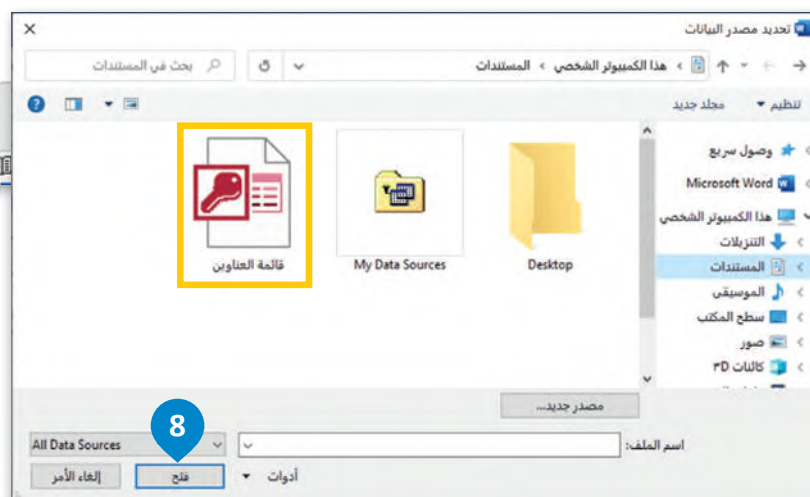 تحديد مصدر البيانات
هذا الكمبيوتر الشخصي › المستندات
بحث في المستندات
تنظيم
مجلد جديد
وصول سريع
Microsoft Word
هذا الكمبيوتر الشخصي
التنزيلات
المستندات
الموسيقى
سطح المكتب
صور
كائنات ٣D
Desktop
My Data Sources
قائمة العناوين
مصدر جديد...
اسم الملف:
All Data Sources
8
أدوات
فتح
إلغاء الأمر